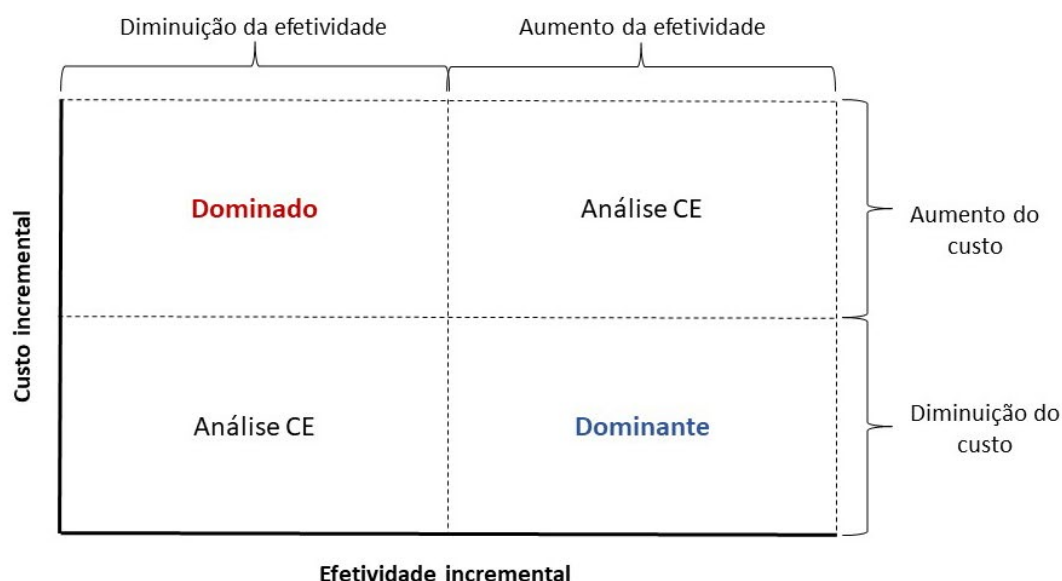 Diminuição da efetividade
Aumento da efetividade
Dominado
Análise CE
Aumento do
custo
Custo incremental
Análise CE
Dominante
Diminuição do
custo
Efetividade incremental